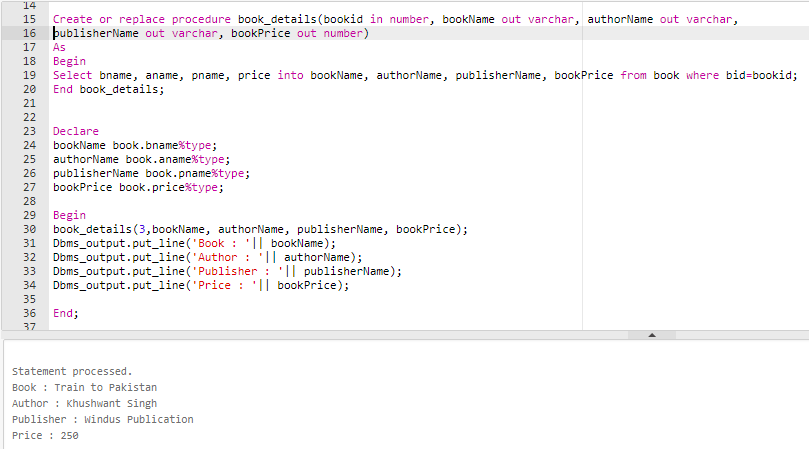 14
15 Create or replace procedure book_details(bookid in number, bookName out varchar, authorName out varchar,
16 publisherName out varchar, bookPrice out number)
17 As
18 Begin
19 Select bname, aname, pname, price into bookName, authorName, publisherName, bookPrice from book where bid=bookid;
20 End book_details;
21
22
23 Declare
24 bookName book.bname%type;
25 authorName book.aname%type;
26 publisherName book.pname%type;
27 bookPrice book.price%type;
28
29 Begin
30 book_details(3,bookName, authorName, publisherName, bookPrice);
31 Dbms_output.put_line('Book : '|| bookName);
32 Dbms_output.put_line('Author : '|| authorName);
33 Dbms_output.put_line('Publisher : '|| publisherName);
34 Dbms_output.put_line('Price : '|| bookPrice);
35
36 End;
37
Statement processed.
Book : Train to Pakistan
Author : Khushwant Singh
Publisher : Windus Publication
Price : 250